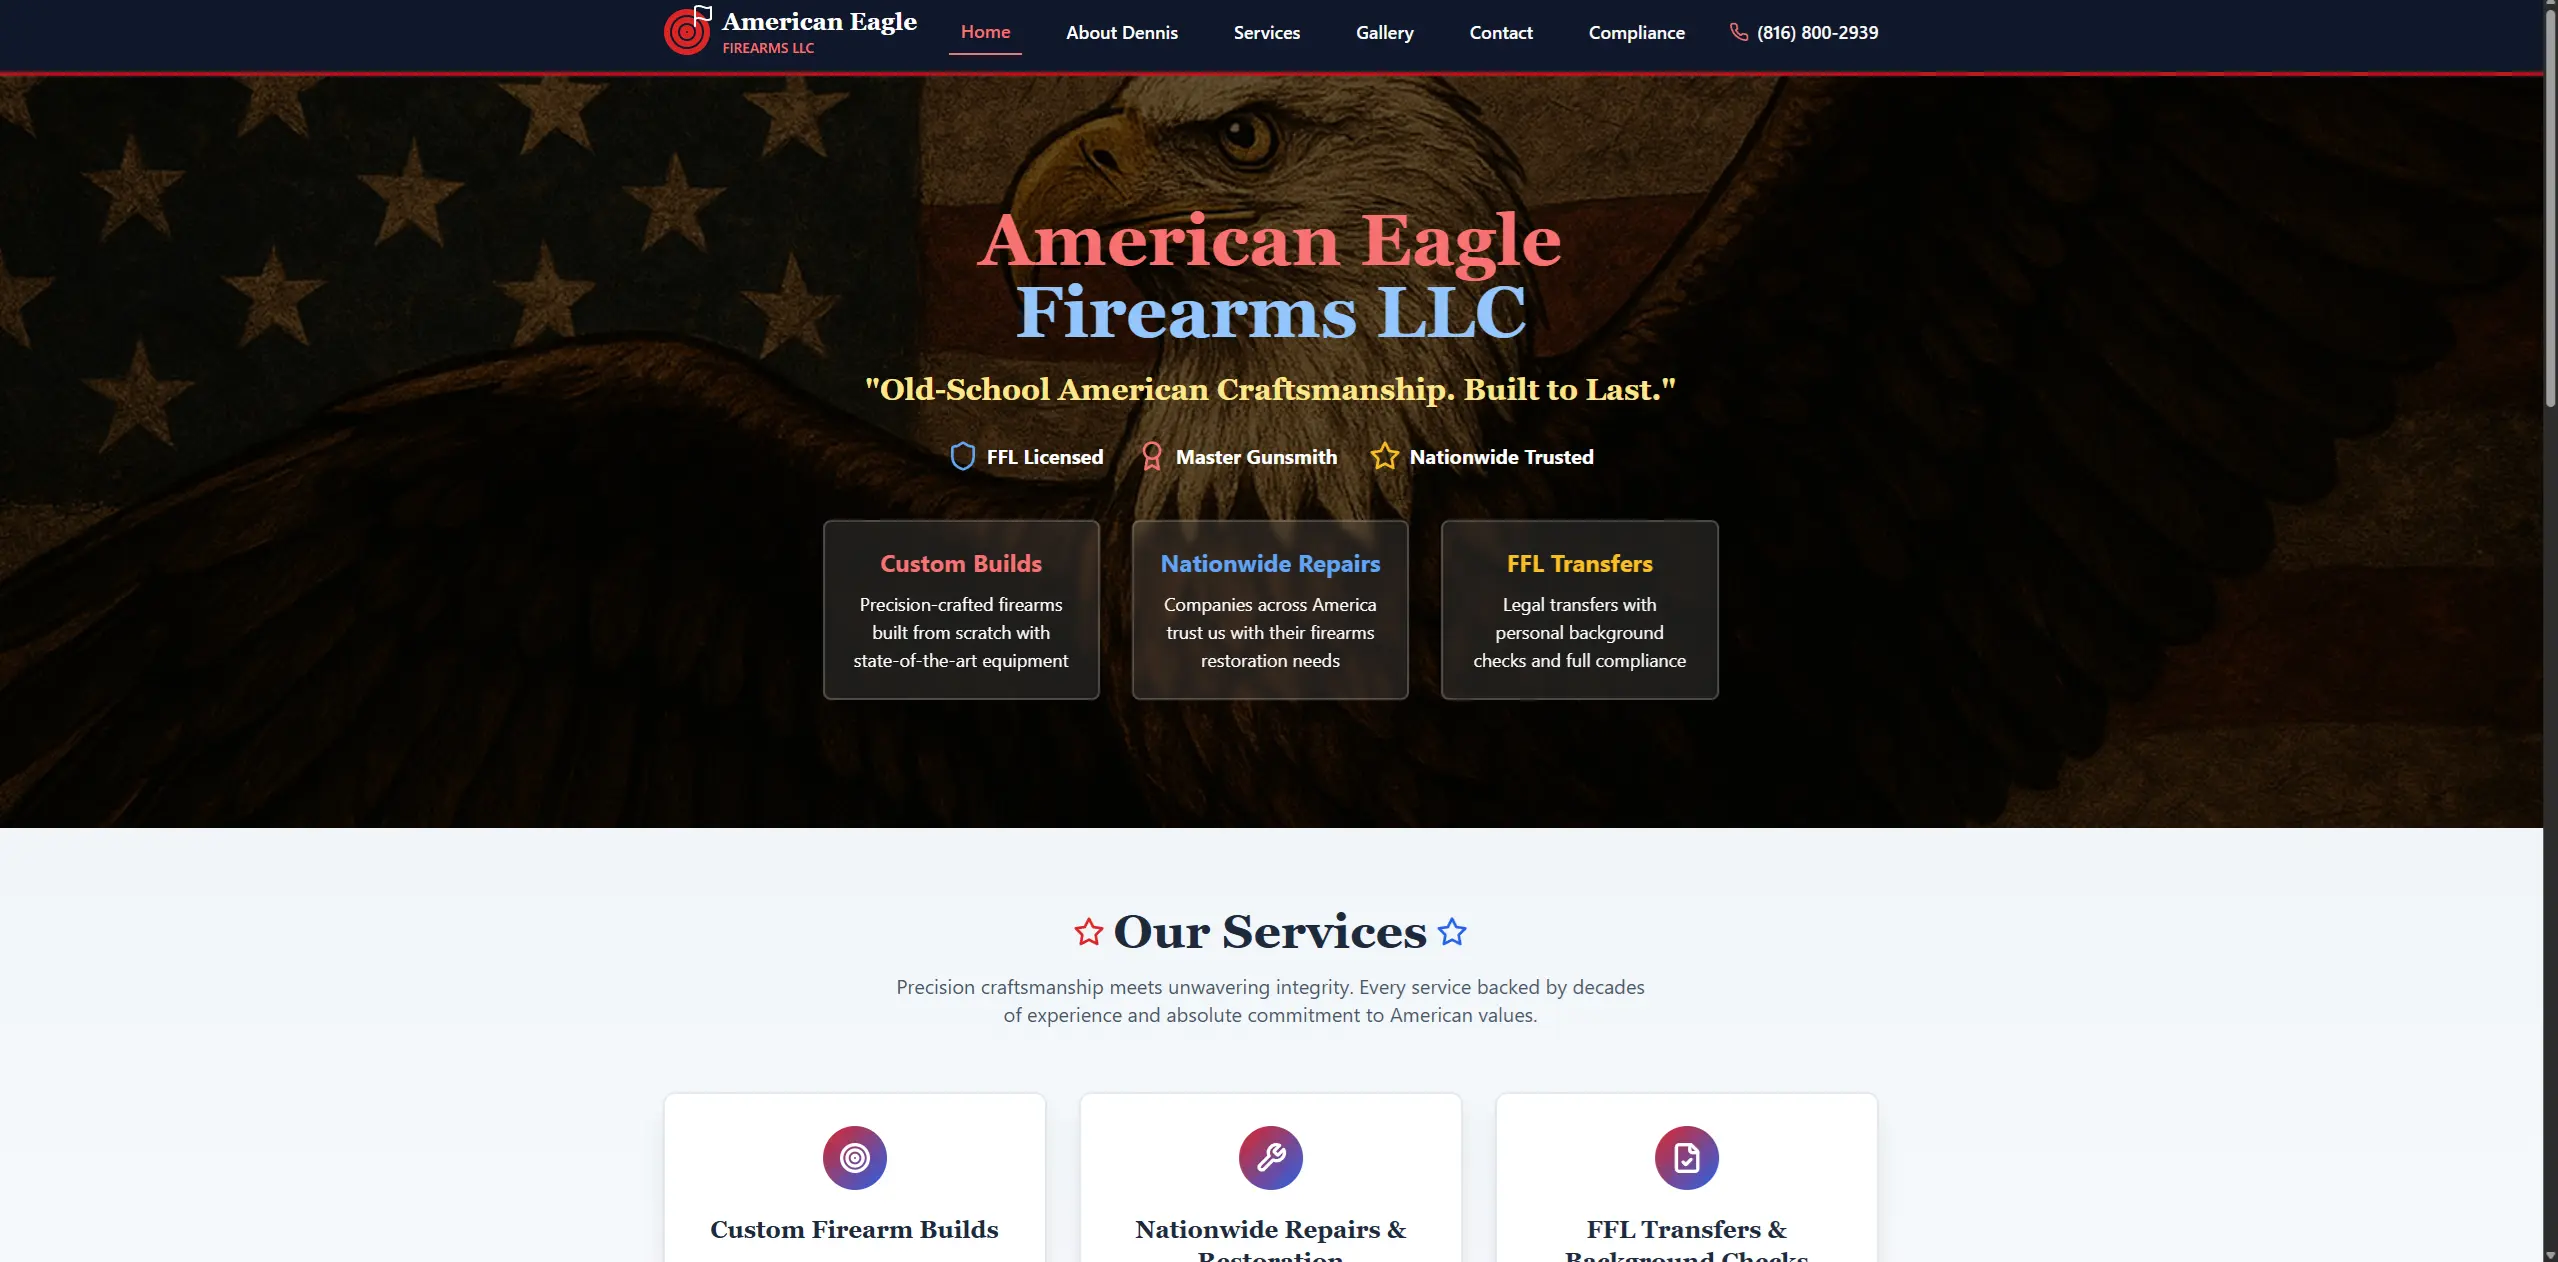 American Eagle
FIREARMS LLC
Home
About Dennis
Services
Gallery
Contact
Compliance
(816) 800-2939
American Eagle
Firearms LLC
"Old-School American Craftsmanship. Built to Last."
FFL Licensed
Master Gunsmith
Nationwide Trusted
Custom Builds
Precision-crafted firearms
built from scratch with
state-of-the-art equipment
Nationwide Repairs
Companies across America
trust us with their firearms
restoration needs
FFL Transfers
Legal transfers with
personal background
checks and full compliance
Our Services
Precision craftsmanship meets unwavering integrity. Every service backed by decades
of experience and absolute commitment to American values.
Custom Firearm Builds
Nationwide Repairs &
Restoration
FFL Transfers &
Background Checks